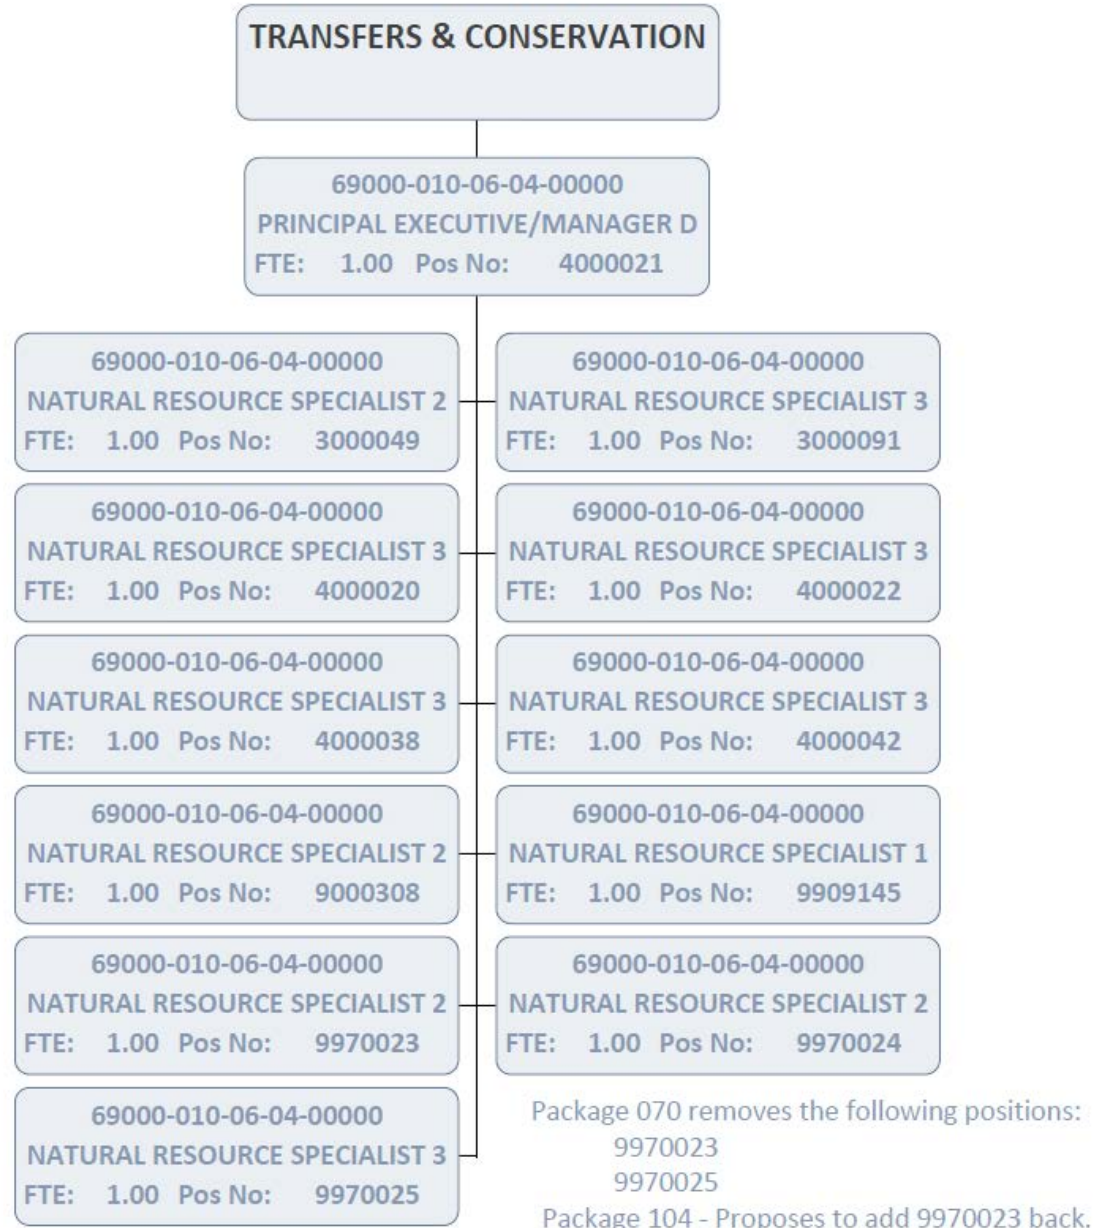 TRANSFERS & CONSERVATION
69000-010-06-04-00000
PRINCIPAL EXECUTIVE/MANAGER D
FTE: 1.00 Pos No: 4000021
69000-010-06-04-00000
NATURAL RESOURCE SPECIALIST 2
FTE: 1.00 Pos No: 3000049
69000-010-06-04-00000
NATURAL RESOURCE SPECIALIST 3
FTE: 1.00 Pos No: 3000091
69000-010-06-04-00000
NATURAL RESOURCE SPECIALIST 3
FTE: 1.00 Pos No: 4000020
69000-010-06-04-00000
NATURAL RESOURCE SPECIALIST 3
FTE: 1.00 Pos No: 4000022
69000-010-06-04-00000
NATURAL RESOURCE SPECIALIST 3
FTE: 1.00 Pos No: 4000038
69000-010-06-04-00000
NATURAL RESOURCE SPECIALIST 3
FTE: 1.00 Pos No: 4000042
69000-010-06-04-00000
NATURAL RESOURCE SPECIALIST 2
FTE: 1.00 Pos No: 9000308
69000-010-06-04-00000
NATURAL RESOURCE SPECIALIST 1
FTE: 1.00 Pos No: 9909145
69000-010-06-04-00000
NATURAL RESOURCE SPECIALIST 2
FTE: 1.00 Pos No: 9970023
69000-010-06-04-00000
NATURAL RESOURCE SPECIALIST 2
FTE: 1.00 Pos No: 9970024
69000-010-06-04-00000
NATURAL RESOURCE SPECIALIST 3
FTE: 1.00 Pos No: 9970025
Package 070 removes the following positions:
9970023
9970025
Package 104 - Proposes to add 9970023 back.